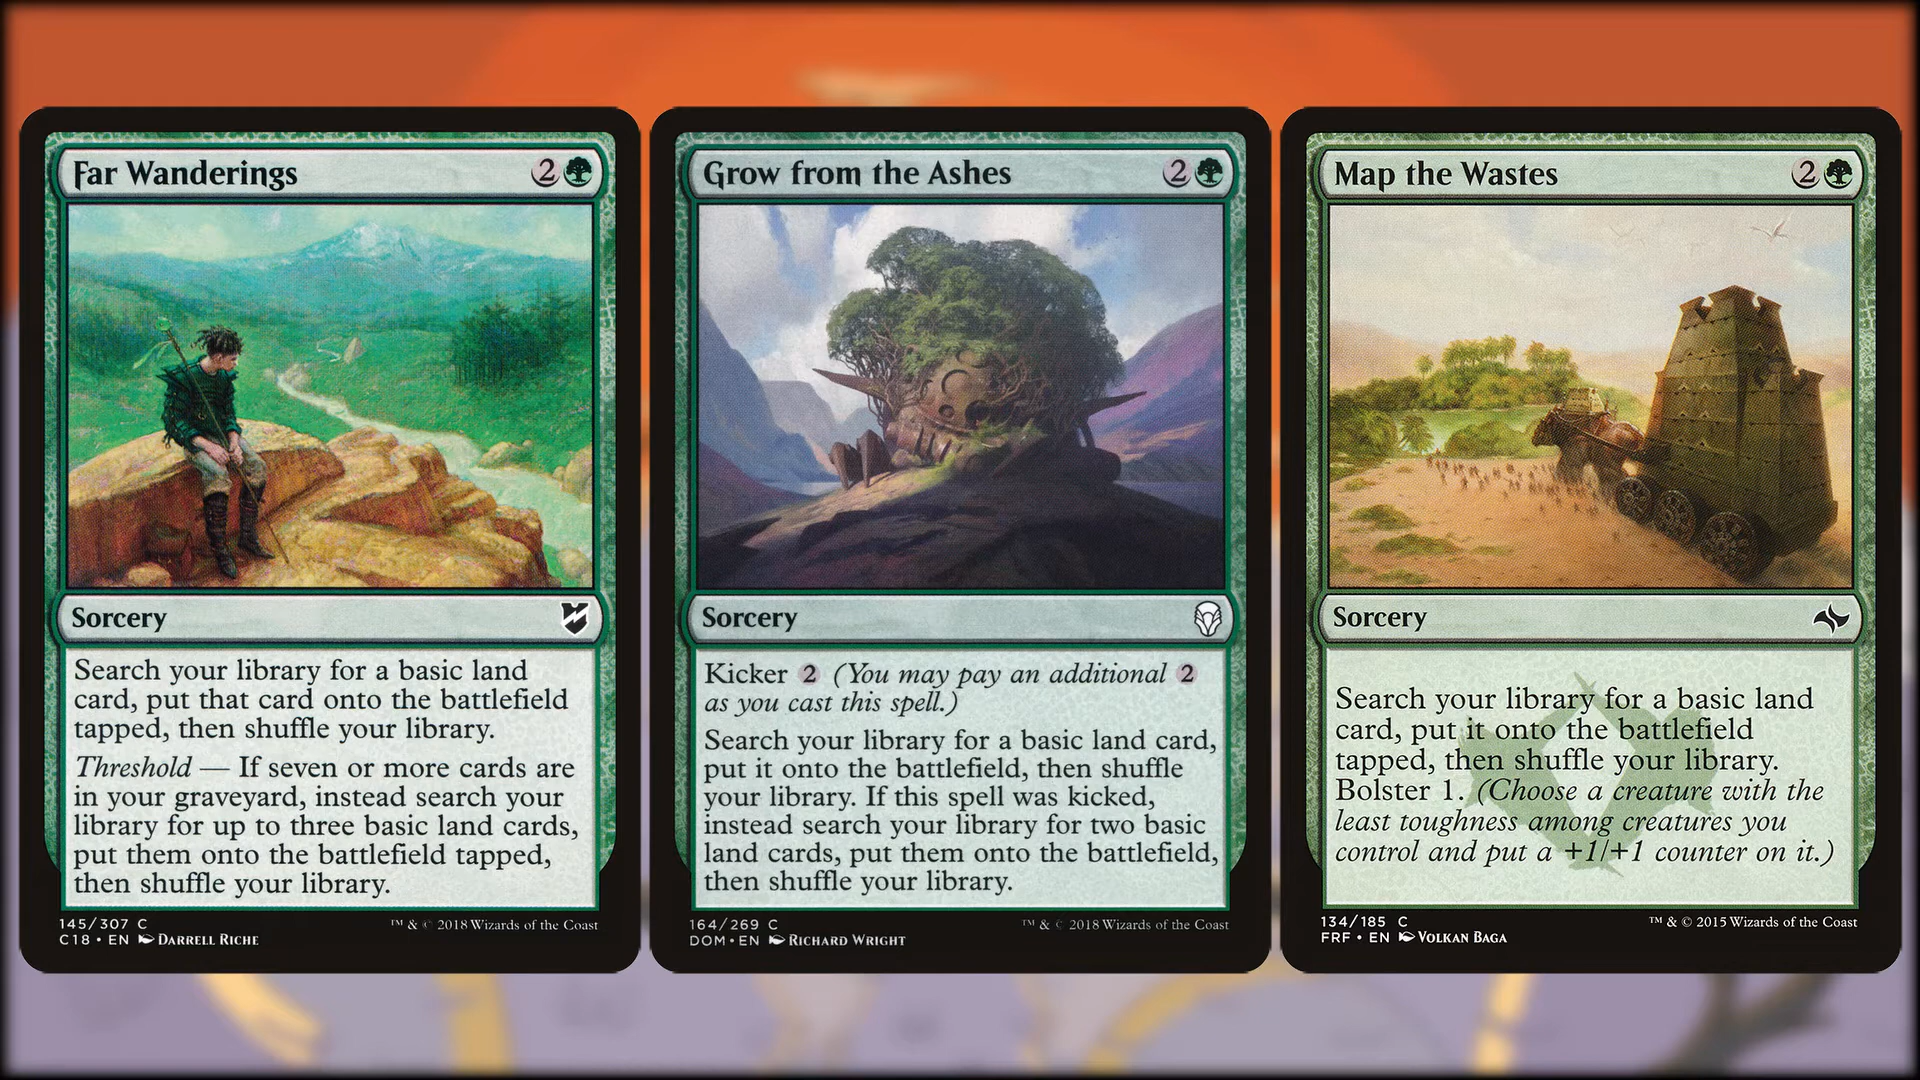 Far Wanderings 2
Sorcery
Search your library for a basic land
card, put that card onto the battlefield
tapped, then shuffle your library.
Threshold — If seven or more cards are
in your graveyard, instead search your
library for up to three basic land cards,
put them onto the battlefield tapped,
then shuffle your library.
145/307 C
C18 • EN DARRELL RICHE
™ & © 2018 Wizards of the Coast
Grow from the Ashes 2
Sorcery
Kicker 2 (You may pay an additional 2
as you cast this spell.)
Search your library for a basic land card,
put it onto the battlefield, then shuffle
your library. If this spell was kicked,
instead search your library for two basic
land cards, put them onto the battlefield,
then shuffle your library.
164/269 C
DOM • EN RICHARD WRIGHT
™ & © 2018 Wizards of the Coast
Map the Wastes 2
Sorcery
Search your library for a basic land
card, put it onto the battlefield
tapped, then shuffle your library.
Bolster 1. (Choose a creature with the
least toughness among creatures you
control and put a +1/+1 counter on it.)
134/185 C
FRF • EN VOLKAN BAGA
™ & © 2015 Wizards of the Coast